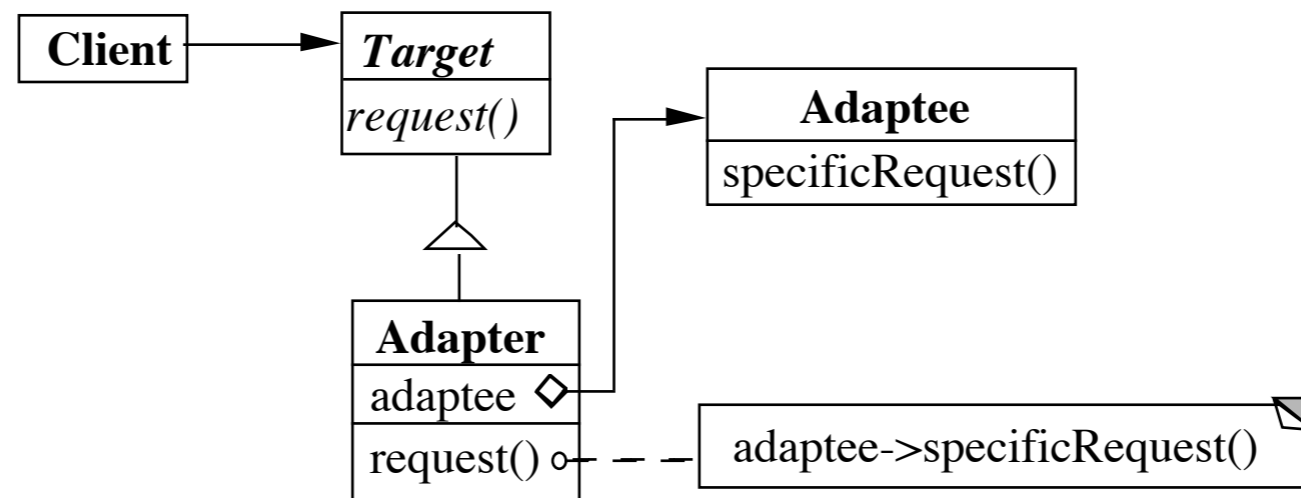 Client
Target
request()
Adaptee
specificRequest()
Adapter
adaptee
request()
adaptee->specificRequest()